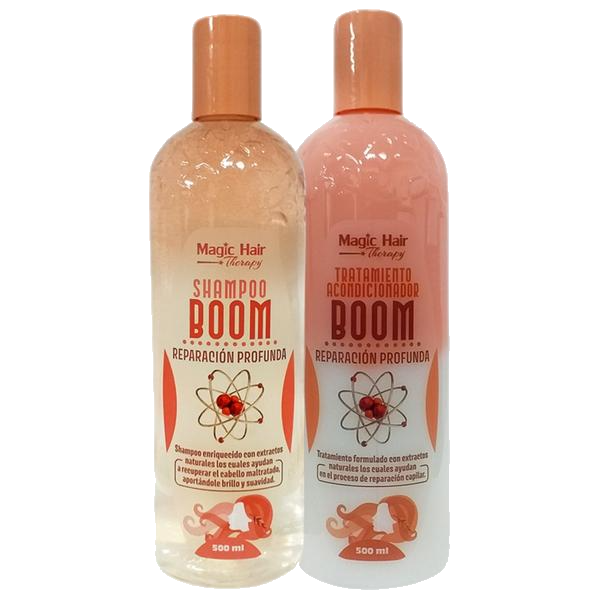 Magic Hair
Therapy
SHAMPOO
BOOM
REPARACIÓN PROFUNDA
Shampoo enriquecido con extractos
naturales los cuales ayudan
a recuperar el cabello maltratado,
aportándole brillo y suavidad.
500 ml
Magic Hair
Therapy
TRATAMIENTO
ACONDICIONADOR
BOOM
REPARACIÓN PROFUNDA
Tratamiento formulado con extractos
naturales los cuales ayudan
en el proceso de reparación capilar.
500 ml